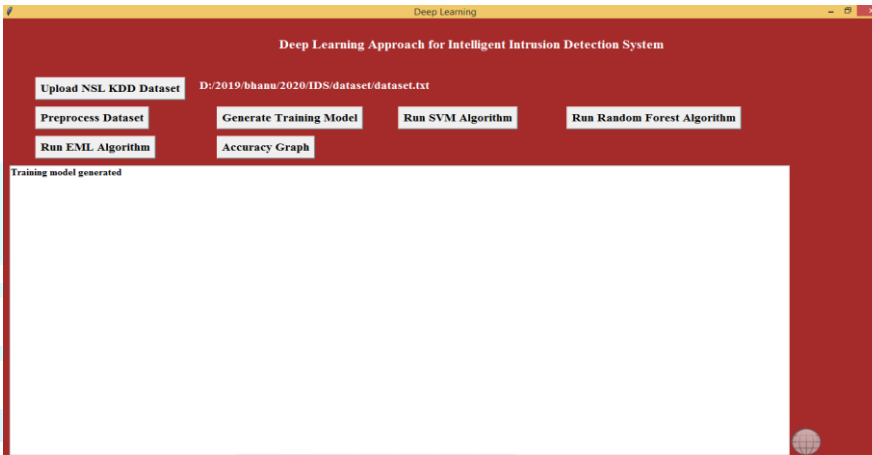 Deep Learning
Deep Learning Approach for Intelligent Intrusion Detection System
Upload NSL KDD Dataset D:/2019/bhanu/2020/IDS/dataset/dataset.txt
Preprocess Dataset Generate Training Model Run SVM Algorithm Run Random Forest Algorithm
Run EML Algorithm Accuracy Graph
Training model generated